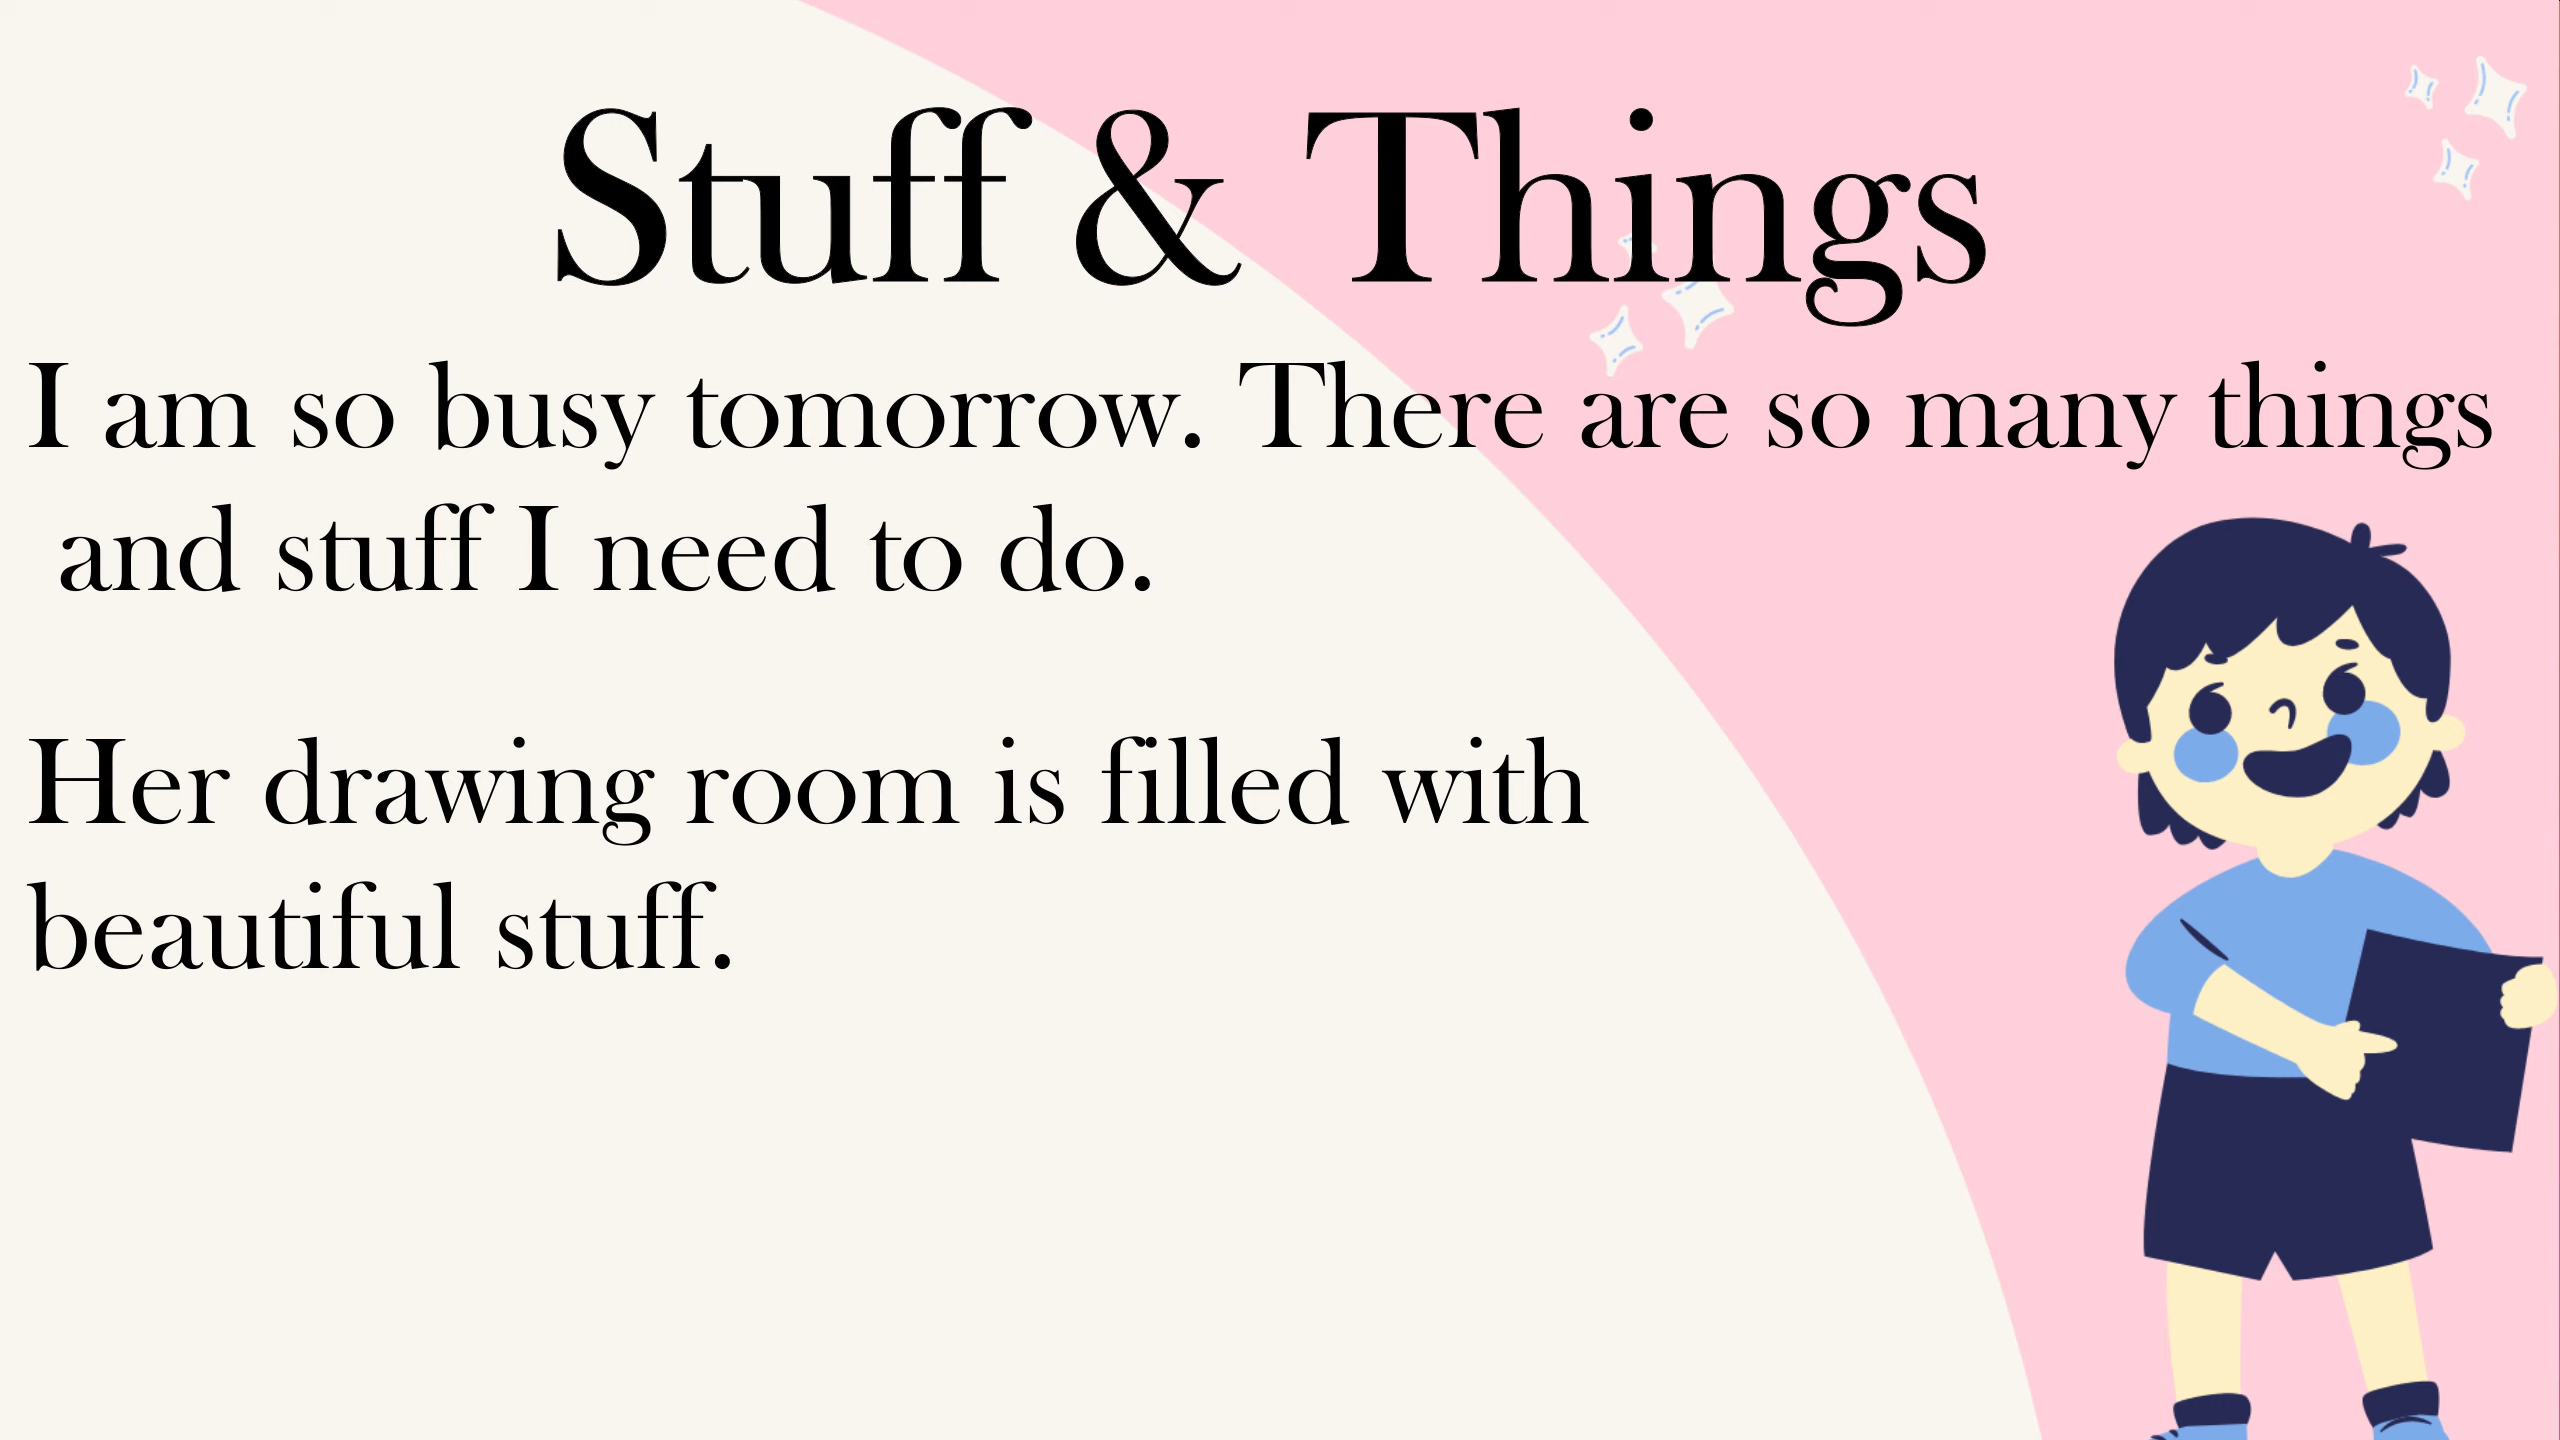 Stuff & Things
I am so busy tomorrow. There are so many things
and stuff I need to do.
Her drawing room is filled with
beautiful stuff.